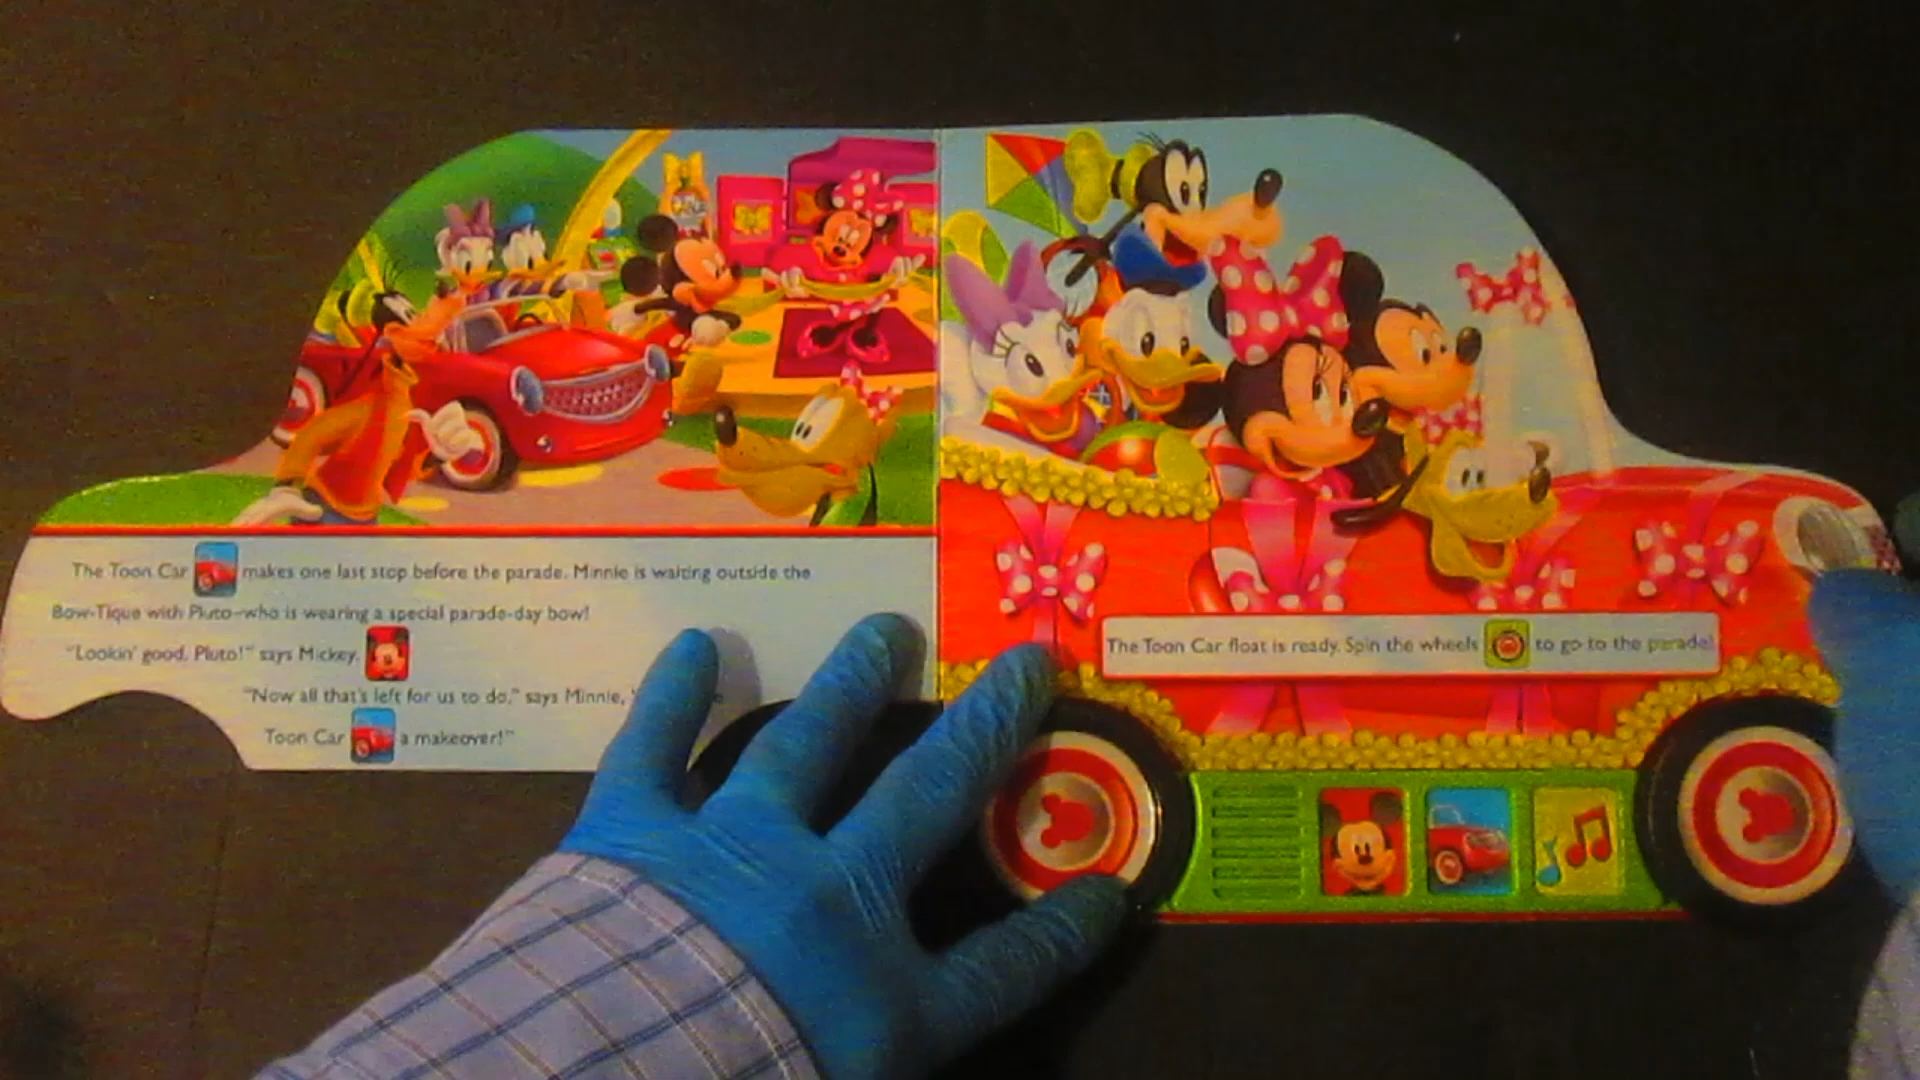 The Toon Car makes one last stop before the parade. Minnie is waiting outside the
Bow-Tique with Pluto—who is wearing a special parade-day bow!
"Lookin' good, Pluto!" says Mickey.
"Now all that's left for us to do," says Minnie,
Toon Car a makeover!"
The Toon Car float is ready. Spin the wheels to go to the parade!